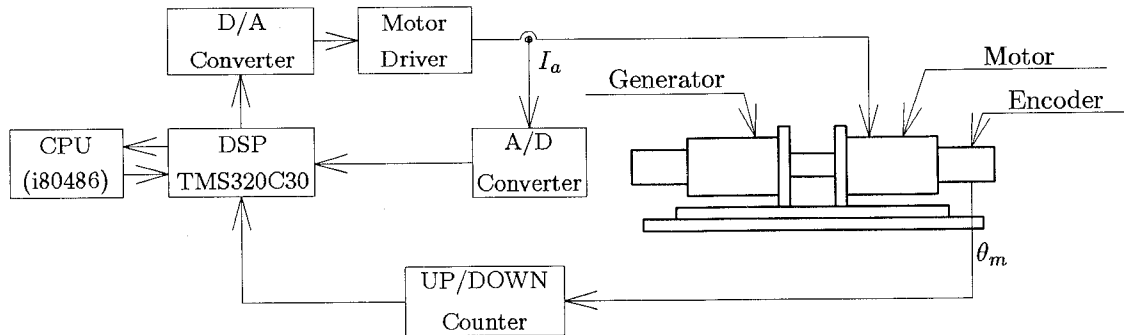 D/A
Converter
Motor
Driver
I_a
Generator
Motor
Encoder
CPU
(i80486)
DSP
TMS320C30
A/D
Converter
θ_m
UP/DOWN
Counter